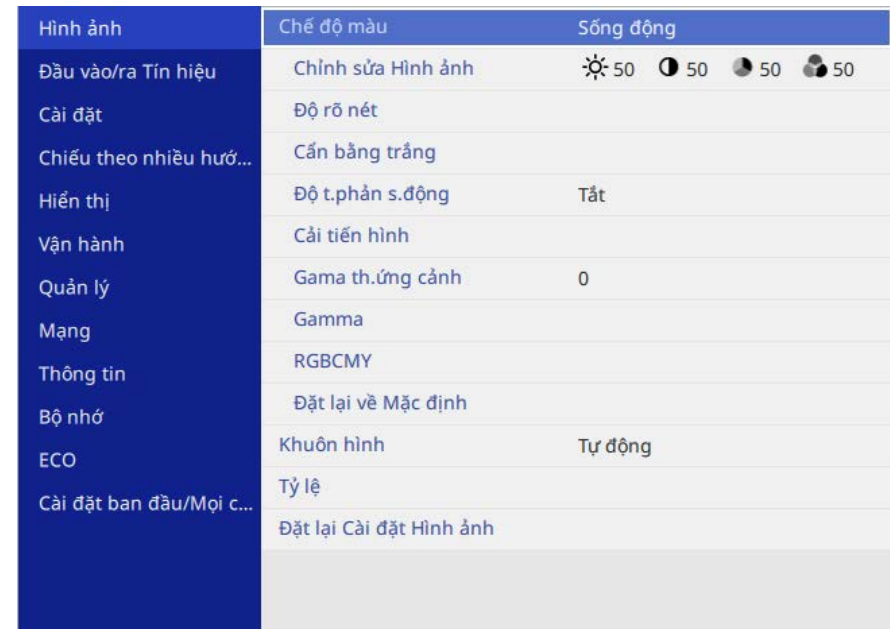 Hình ảnh
Đầu vào/ra Tín hiệu
Cài đặt
Chiếu theo nhiều hướ...
Hiển thị
Vận hành
Quản lý
Mạng
Thông tin
Bộ nhớ
ECO
Cài đặt ban đầu/Mọi c...
Chế độ màu Sống động
Chỉnh sửa Hình ảnh 50 50 50 50
Độ rõ nét
Cẩn bằng trắng
Độ t.phản s.động Tắt
Cải tiến hình
Gama th.ứng cảnh 0
Gamma
RGBCMY
Đặt lại về Mặc định
Khuôn hình Tự động
Tỷ lệ
Đặt lại Cài đặt Hình ảnh